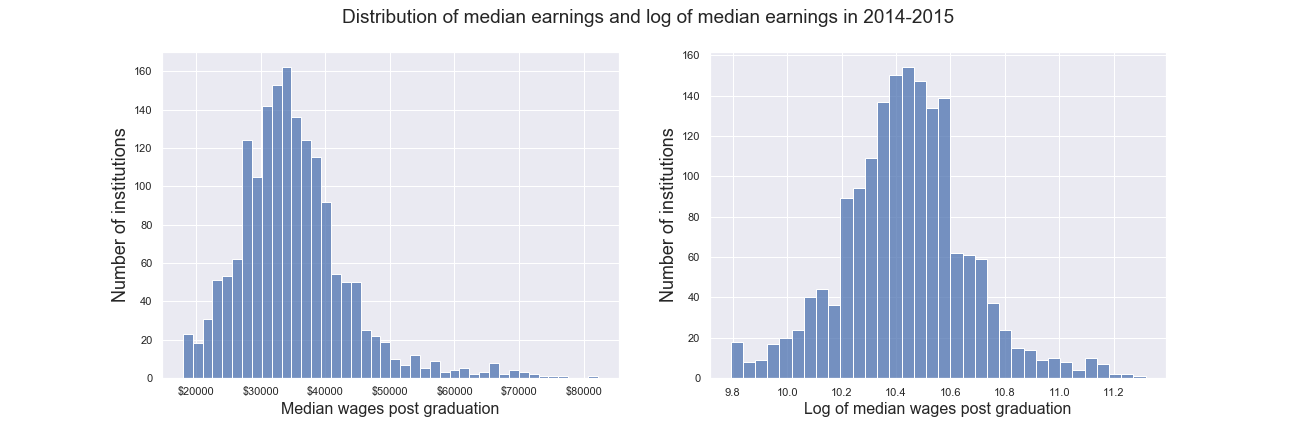 Distribution of median earnings and log of median earnings in 2014-2015
Number of institutions
160
140
120
100
80
60
40
20
0
$20000 $30000 $40000 $50000 $60000 $70000 $80000
Median wages post graduation
Number of institutions
160
140
120
100
80
60
40
20
0
9.8 10.0 10.2 10.4 10.6 10.8 11.0 11.2
Log of median wages post graduation